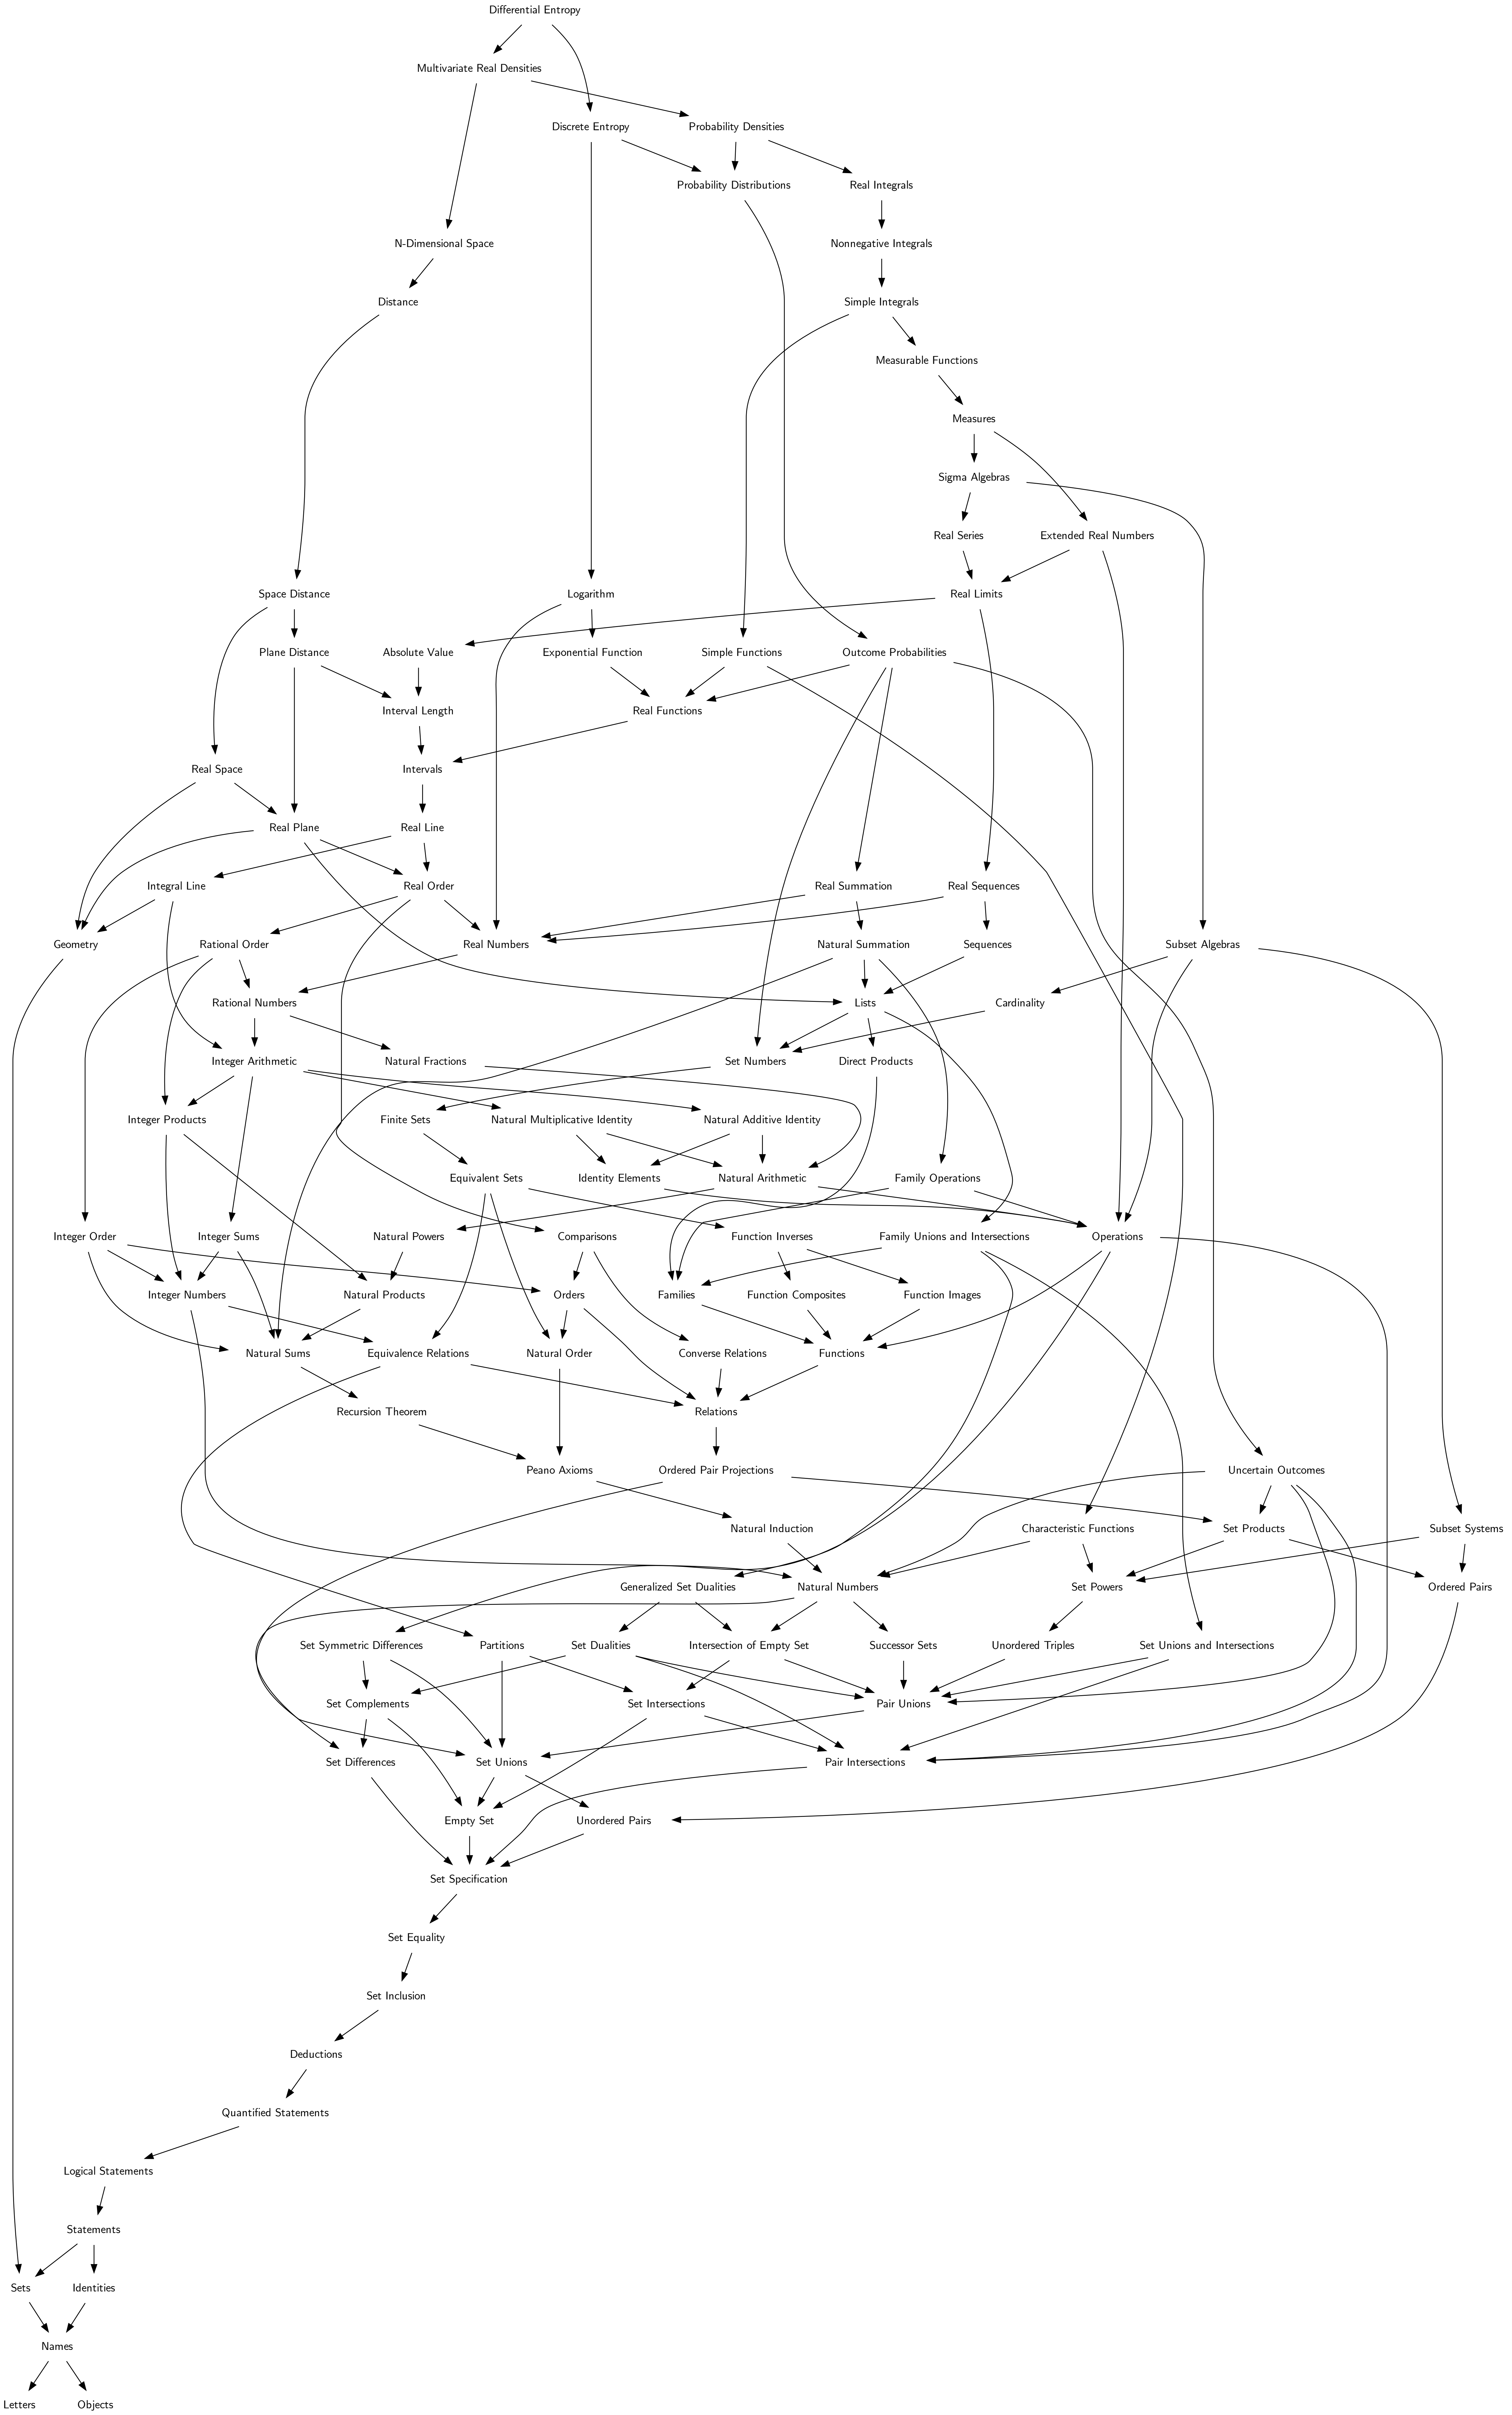 Differential Entropy
Multivariate Real Densities
Discrete Entropy
Probability Densities
Probability Distributions
Real Integrals
N-Dimensional Space
Nonnegative Integrals
Distance
Simple Integrals
Measurable Functions
Measures
Sigma Algebras
Real Series
Extended Real Numbers
Space Distance
Logarithm
Real Limits
Plane Distance
Absolute Value
Exponential Function
Simple Functions
Outcome Probabilities
Interval Length
Real Functions
Real Space
Intervals
Real Plane
Real Line
Integral Line
Real Order
Real Summation
Real Sequences
Geometry
Rational Order
Real Numbers
Natural Summation
Sequences
Subset Algebras
Rational Numbers
Lists
Cardinality
Integer Arithmetic
Natural Fractions
Set Numbers
Direct Products
Integer Products
Finite Sets
Natural Multiplicative Identity
Natural Additive Identity
Equivalent Sets
Identity Elements
Natural Arithmetic
Family Operations
Integer Order
Integer Sums
Natural Powers
Comparisons
Function Inverses
Family Unions and Intersections
Operations
Integer Numbers
Natural Products
Orders
Families
Function Composites
Function Images
Natural Sums
Equivalence Relations
Natural Order
Converse Relations
Functions
Recursion Theorem
Relations
Peano Axioms
Ordered Pair Projections
Uncertain Outcomes
Natural Induction
Characteristic Functions
Set Products
Subset Systems
Generalized Set Dualities
Natural Numbers
Set Powers
Ordered Pairs
Set Symmetric Differences
Partitions
Set Dualities
Intersection of Empty Set
Successor Sets
Unordered Triples
Set Unions and Intersections
Set Complements
Set Intersections
Pair Unions
Set Differences
Set Unions
Pair Intersections
Empty Set
Unordered Pairs
Set Specification
Set Equality
Set Inclusion
Deductions
Quantified Statements
Logical Statements
Statements
Sets
Identities
Names
Letters
Objects